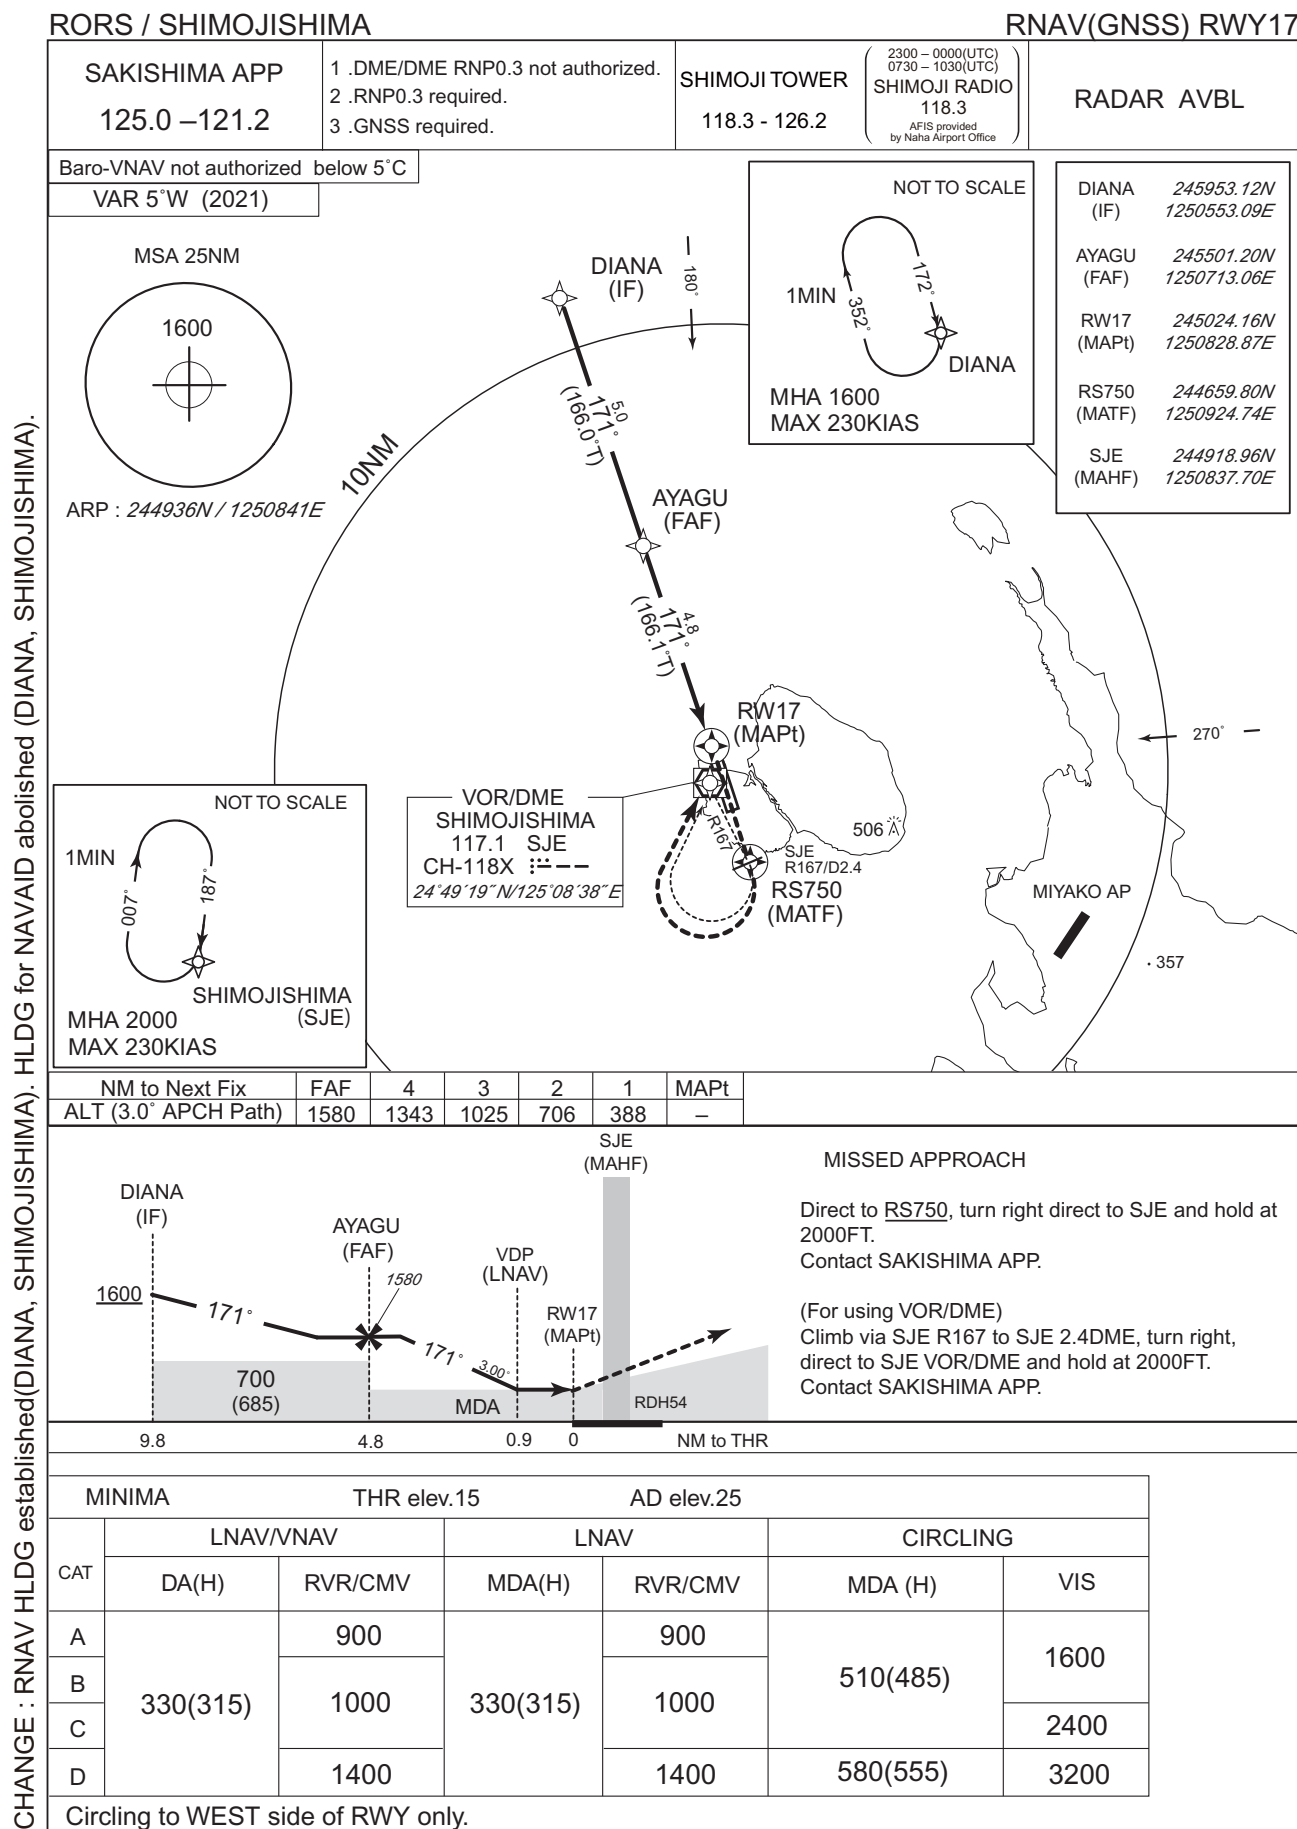 RORS / SHIMOJISHIMA
RNAV(GNSS) RWY17
SAKISHIMA APP
125.0 –121.2
1 .DME/DME RNP0.3 not authorized.
2 .RNP0.3 required.
3 .GNSS required.
SHIMOJI TOWER
118.3 - 126.2
2300 – 0000(UTC)
0730 – 1030(UTC)
SHIMOJI RADIO
118.3
AFIS provided
by Naha Airport Office
RADAR AVBL
Baro-VNAV not authorized below 5˚C
VAR 5˚W (2021)
MSA 25NM
1600
ARP : 244936N / 1250841E
10NM
DIANA
(IF)
180˚
5.0
171˚
(166.0˚T)
AYAGU
(FAF)
4.8
171˚
(166.1˚T)
RW17
(MAPt)
NOT TO SCALE
1MIN
352˚
172˚
DIANA
MHA 1600
MAX 230KIAS
DIANA 245953.12N
(IF) 1250553.09E
AYAGU 245501.20N
(FAF) 1250713.06E
RW17 245024.16N
(MAPt) 1250828.87E
RS750 244659.80N
(MATF) 1250924.74E
SJE 244918.96N
(MAHF) 1250837.70E
270˚
NOT TO SCALE
1MIN
007˚
187˚
SHIMOJISHIMA
(SJE)
MHA 2000
MAX 230KIAS
VOR/DME
SHIMOJISHIMA
117.1 SJE
CH-118X
24˚49´19˝N/125˚08´38˝E
R167
506
SJE
R167/D2.4
RS750
(MATF)
MIYAKO AP
357
NM to Next Fix FAF 4 3 2 1 MAPt
ALT (3.0˚ APCH Path) 1580 1343 1025 706 388 –
DIANA
(IF)
1600
171˚
700
(685)
AYAGU
(FAF)
1580
171˚
3.00˚
MDA
VDP
(LNAV)
RW17
(MAPt)
SJE
(MAHF)
RDH54
9.8 4.8 0.9 0 NM to THR
MISSED APPROACH
Direct to RS750, turn right direct to SJE and hold at
2000FT.
Contact SAKISHIMA APP.
(For using VOR/DME)
Climb via SJE R167 to SJE 2.4DME, turn right,
direct to SJE VOR/DME and hold at 2000FT.
Contact SAKISHIMA APP.
MINIMA THR elev.15 AD elev.25
CAT LNAV/VNAV LNAV CIRCLING
DA(H) RVR/CMV MDA(H) RVR/CMV MDA (H) VIS
A 330(315) 900 330(315) 900 510(485) 1600
B 1000 1000
C 2400
D 1400 1400 580(555) 3200
Circling to WEST side of RWY only.
CHANGE : RNAV HLDG established(DIANA, SHIMOJISHIMA). HLDG for NAVAID abolished (DIANA, SHIMOJISHIMA).